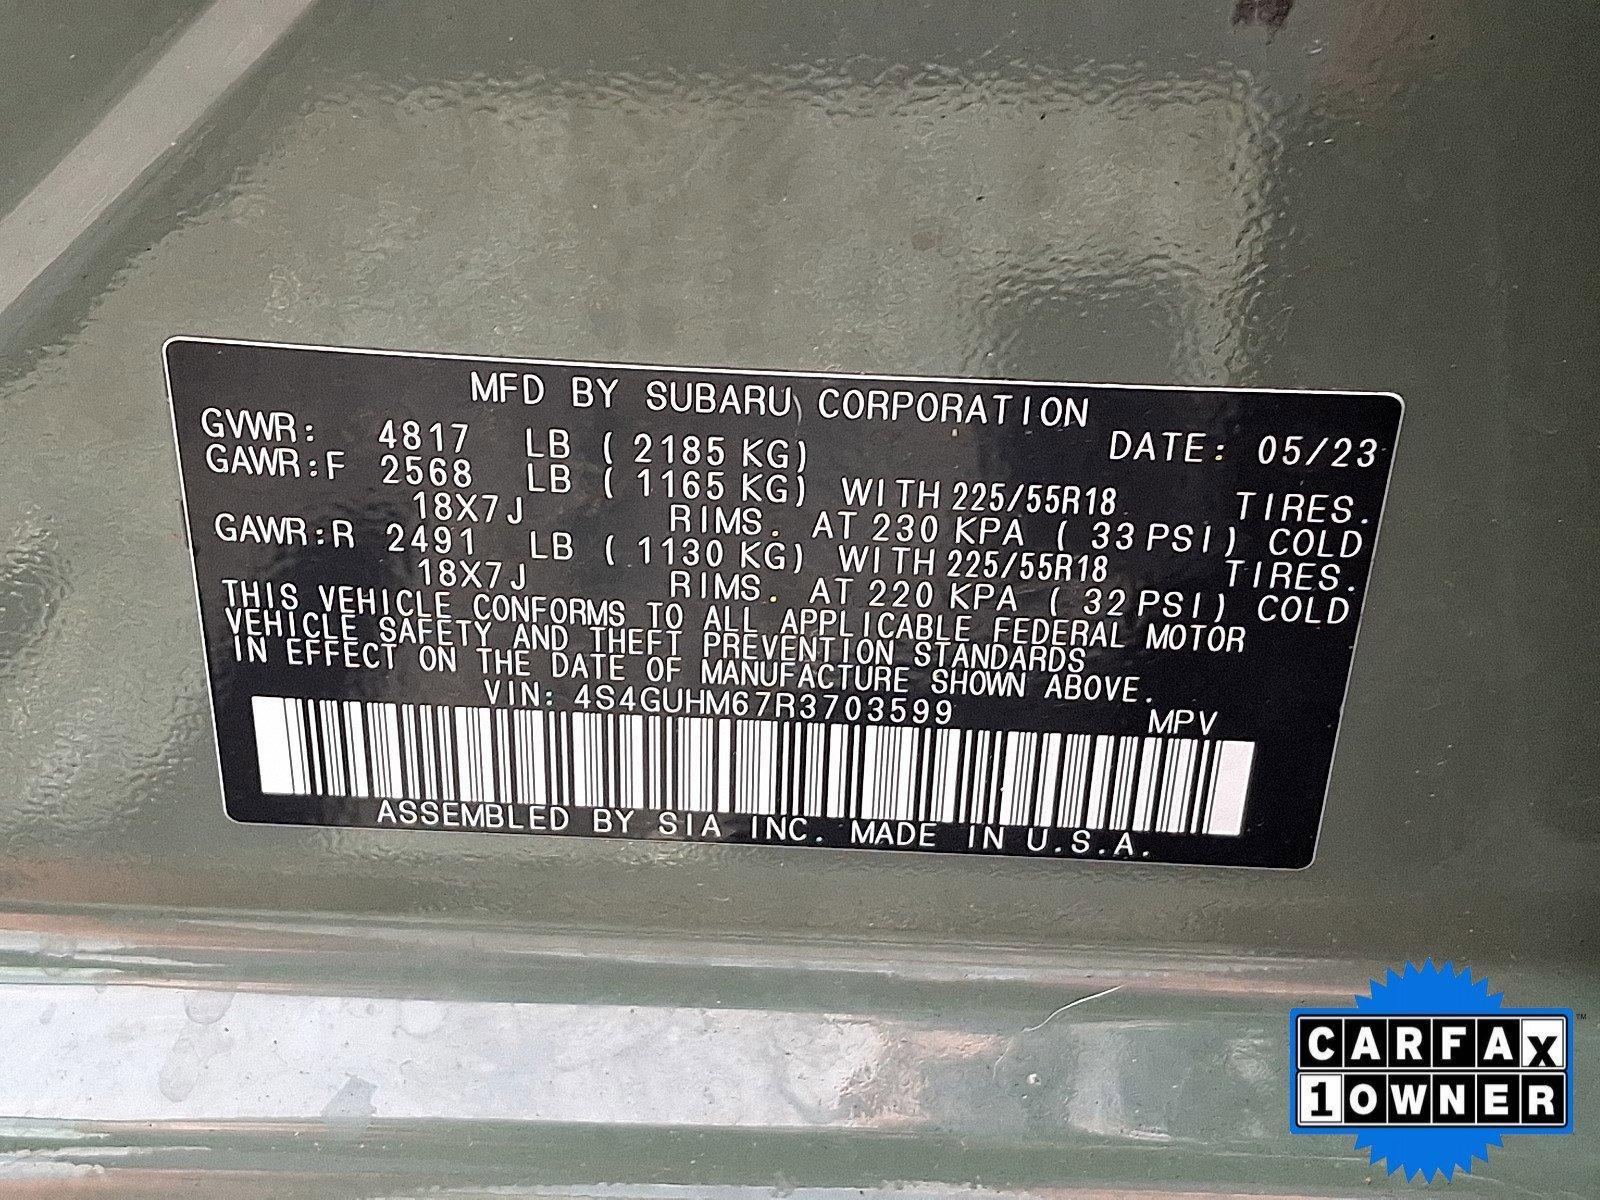 MFD BY SUBARU CORPORATION
GVWR: 4817 LB ( 2185 KG) DATE: 05/23
GAWR:F 2568 LB ( 1165 KG) WITH 225/55R18 TIRES.
18X7J RIMS. AT 230 KPA ( 33 PSI) COLD
GAWR:R 2491 LB ( 1130 KG) WITH 225/55R18 TIRES.
18X7J RIMS. AT 220 KPA ( 32 PSI) COLD
THIS VEHICLE CONFORMS TO ALL APPLICABLE FEDERAL MOTOR
VEHICLE SAFETY AND THEFT PREVENTION STANDARDS
IN EFFECT ON THE DATE OF MANUFACTURE SHOWN ABOVE.
VIN: 4S4GUHM67R3703599 MPV
ASSEMBLED BY SIA INC. MADE IN U.S.A.
CARFAX™
1OWNER